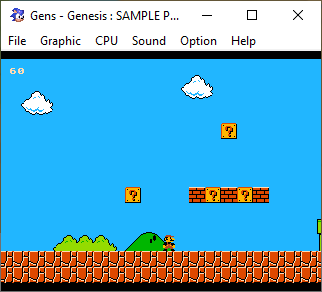 Gens - Genesis : SAMPLE P...
File Graphic CPU Sound Option Help
60
? 
? ? ?